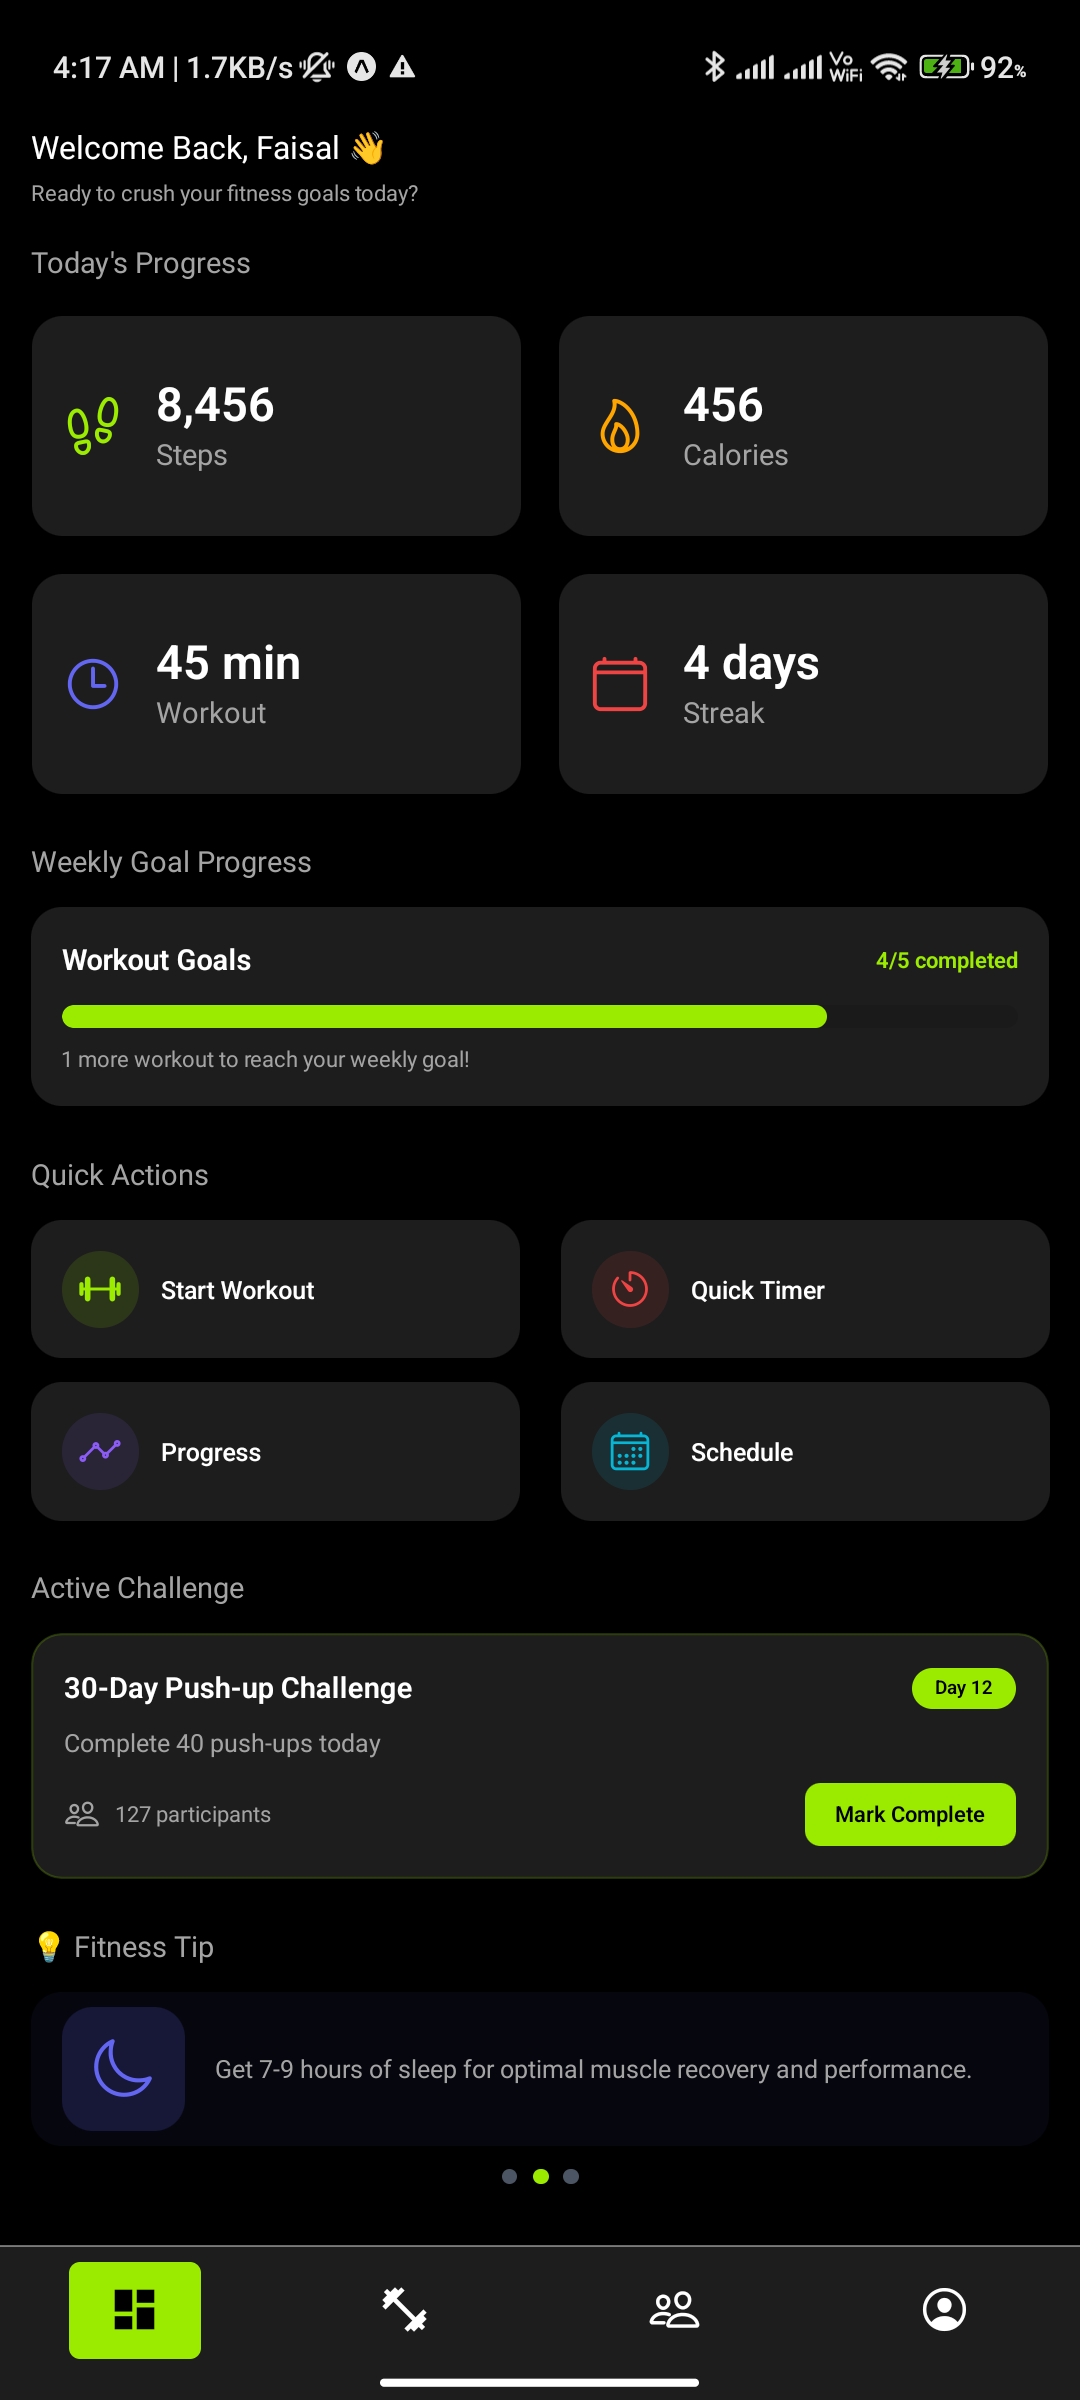 4:17 AM | 1.7KB/s Vo WiFi 92%
Welcome Back, Faisal 👋
Ready to crush your fitness goals today?
Today's Progress
8,456
Steps
456
Calories
45 min
Workout
4 days
Streak
Weekly Goal Progress
Workout Goals
4/5 completed
1 more workout to reach your weekly goal!
Quick Actions
Start Workout
Quick Timer
Progress
Schedule
Active Challenge
30-Day Push-up Challenge
Day 12
Complete 40 push-ups today
127 participants
Mark Complete
💡 Fitness Tip
Get 7-9 hours of sleep for optimal muscle recovery and performance.